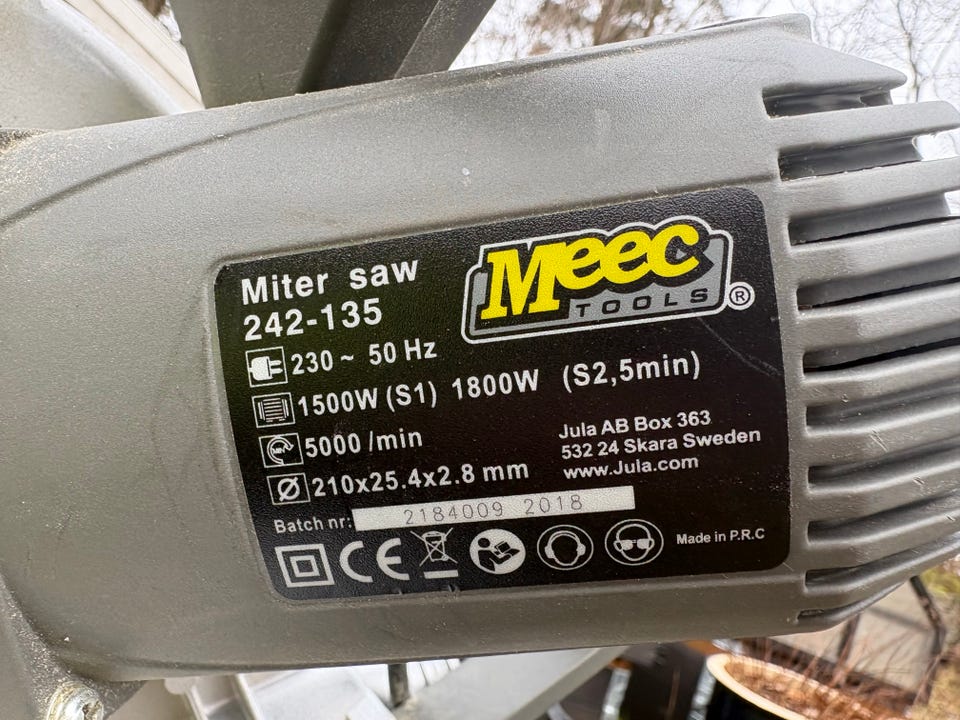 Miter saw
242-135
Meec
TOOLS ®
230 ~ 50 Hz
1500W (S1) 1800W (S2,5min)
5000 /min
210x25.4x2.8 mm
Jula AB Box 363
532 24 Skara Sweden
www.Jula.com
Batch nr: 2184009 2018
CE
Made in P.R.C